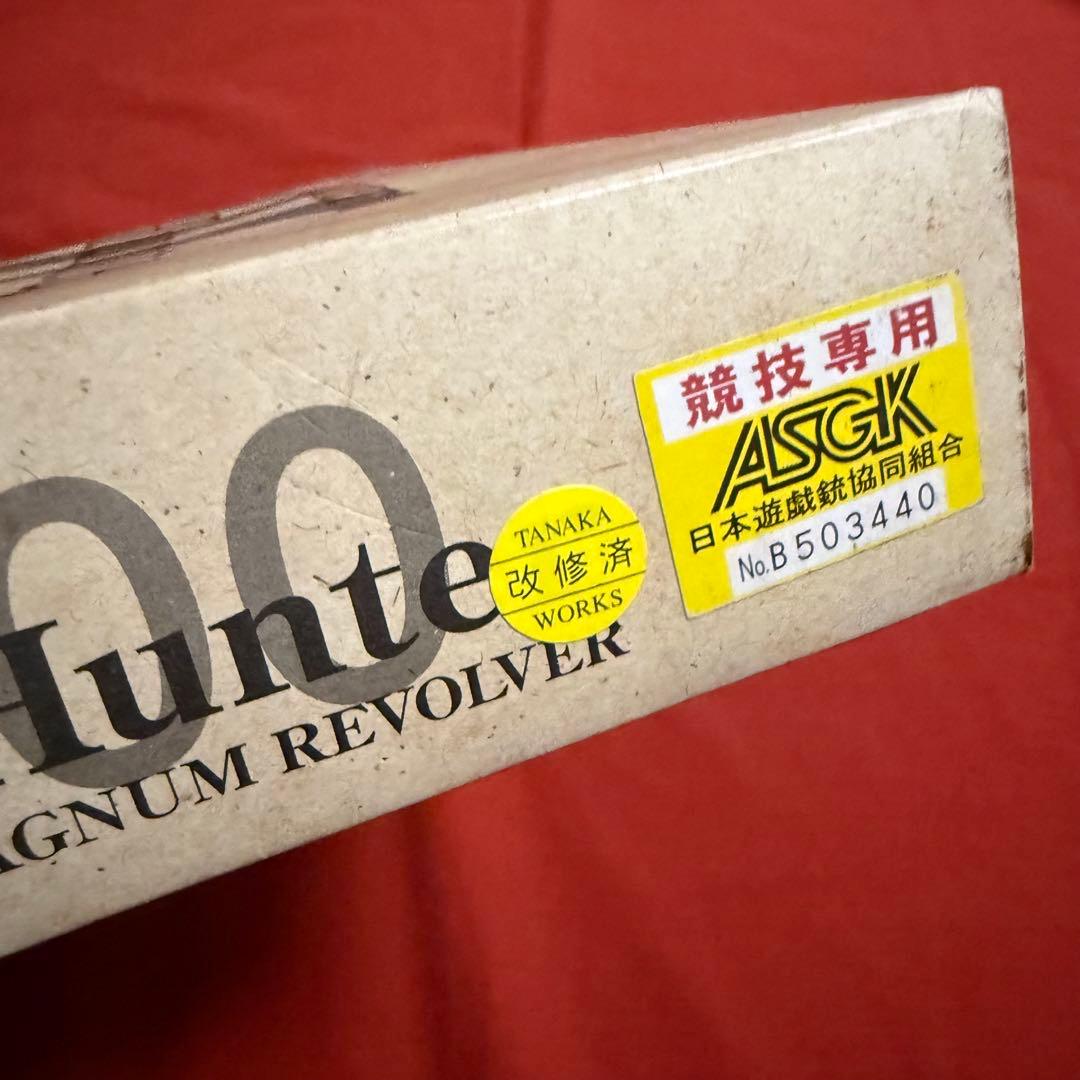 00
Hunte
AGNUM REVOLVER
TANAKA
改修済
WORKS
競技専用
ASGK
日本遊戯銃協同組合
No.B503440